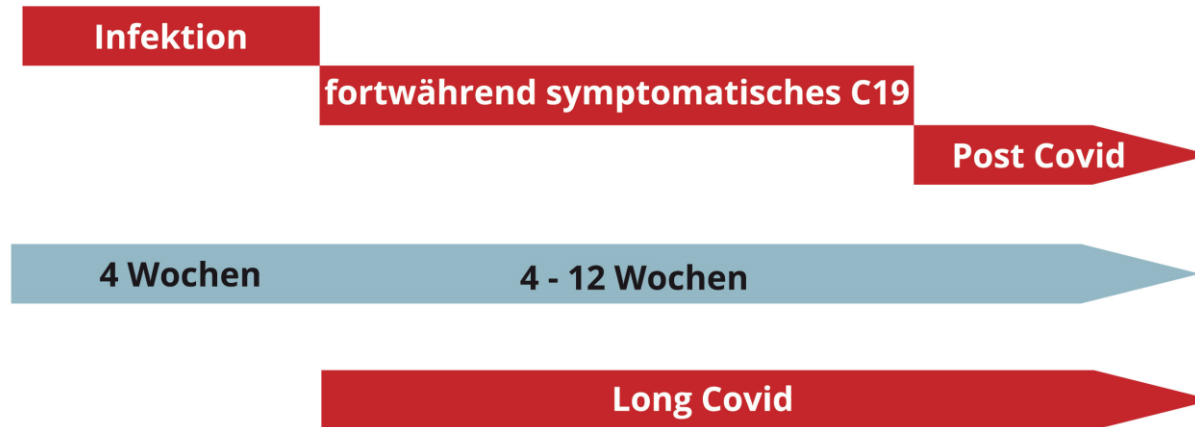 Infektion
fortwährend symptomatisches C19
Post Covid
4 Wochen
4 - 12 Wochen
Long Covid